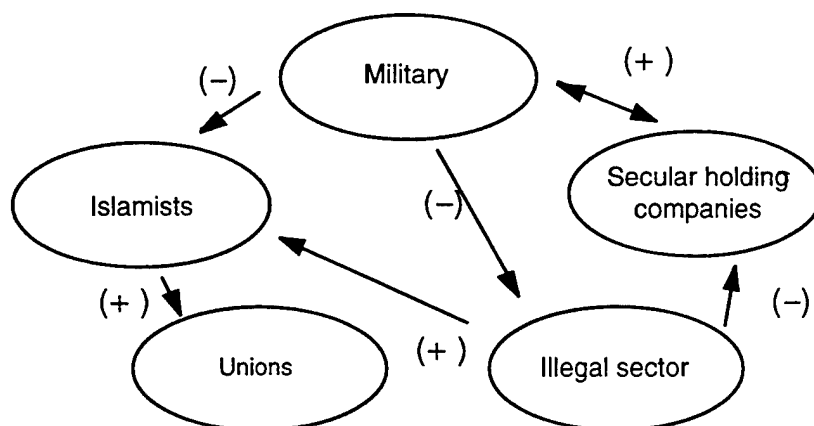 Military
(+)
(–)
Secular holding
companies
Islamists
(–)
(+)
(–)
Unions
(+)
Illegal sector